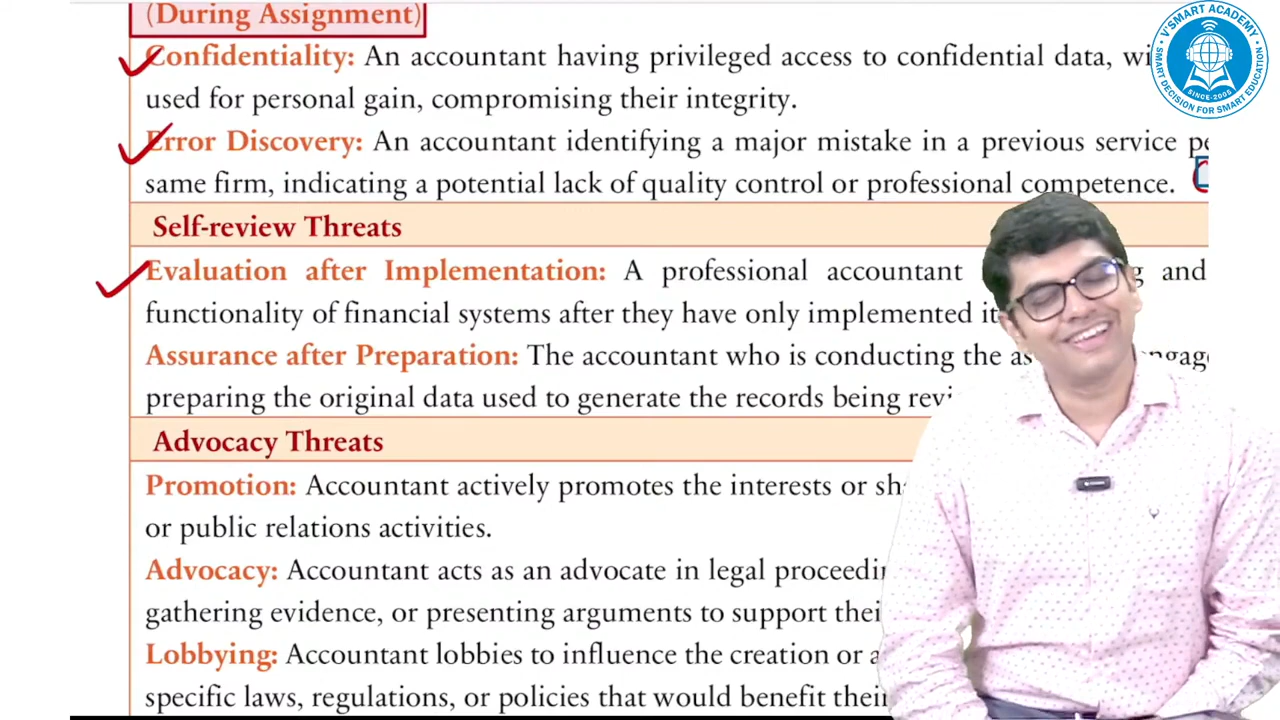 (During Assignment)
Confidentiality: An accountant having privileged access to confidential data,
used for personal gain, compromising their integrity.
Error Discovery: An accountant identifying a major mistake in a previous service
same firm, indicating a potential lack of quality control or professional competence.
Self-review Threats
Evaluation after Implementation: A professional accountant and
functionality of financial systems after they have only implemented it
Assurance after Preparation: The accountant who is conducting the
preparing the original data used to generate the records being
Advocacy Threats
Promotion: Accountant actively promotes the interests or
or public relations activities.
Advocacy: Accountant acts as an advocate in legal
gathering evidence, or presenting arguments to support
Lobbying: Accountant lobbies to influence the creation or
specific laws, regulations, or policies that would benefit
V'SMART ACADEMY
SINCE-2005
SMART DECISION FOR SMART EDUCATION